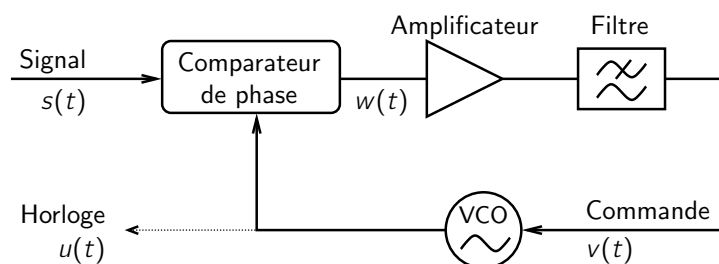 Amplificateur
Filtre
Signal
s(t)
Comparateur
de phase
w(t)
Horloge
u(t)
VCO
Commande
v(t)